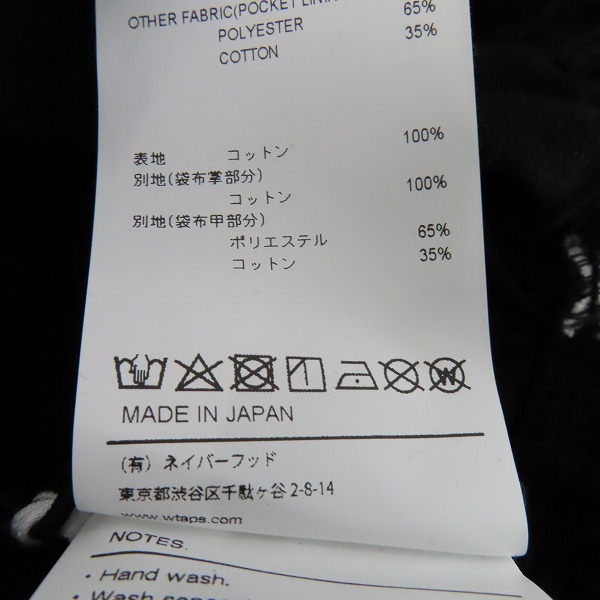 OTHER FABRIC(POCKET LINING 65%
POLYESTER 35%
COTTON
表地 コットン 100%
別地(袋布掌部分)
コットン 100%
別地(袋布甲部分)
ポリエステル 65%
コットン 35%
W
MADE IN JAPAN
(有) ネイバーフッド
東京都渋谷区千駄ヶ谷 2-8-14
www.wtaps.com
NOTES.
・Hand wash.
・Wash